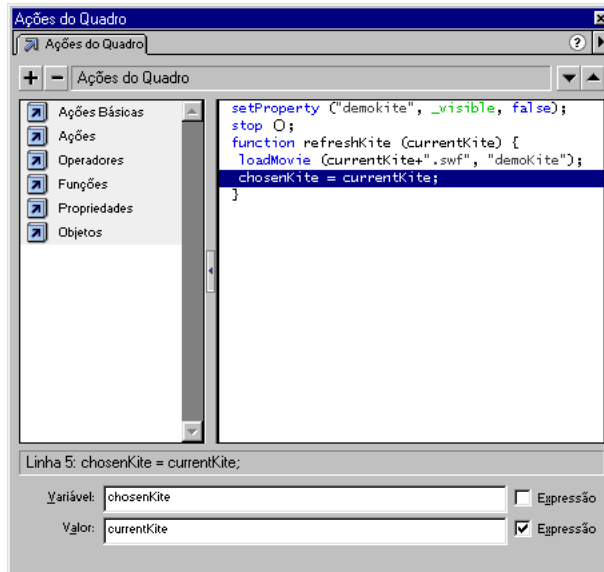 Ações do Quadro
Ações do Quadro
?
+ − Ações do Quadro
Ações Básicas
Ações
Operadores
Funções
Propriedades
Objetos
setProperty ("demokite", _visible, false);
stop ();
function refreshKite (currentKite) {
loadMovie (currentKite+".swf", "demoKite");
chosenKite = currentKite;
}
Linha 5: chosenKite = currentKite;
Variável: chosenKite Expressão
Valor: currentKite Expressão